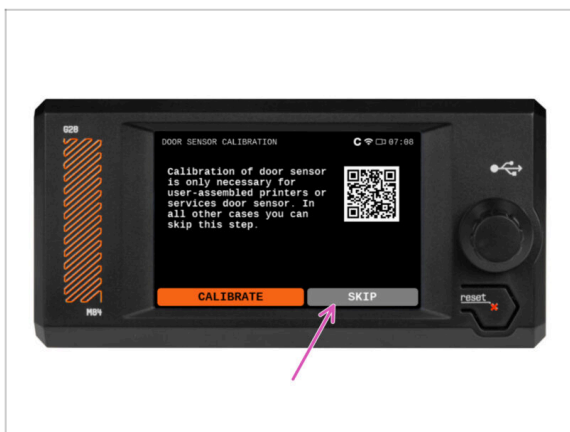 G28
DOOR SENSOR CALIBRATION
C 07:00
Calibration of door sensor
is only necessary for
user-assembled printers or
services door sensor. In
all other cases you can
skip this step.
CALIBRATE
SKIP
reset
M84